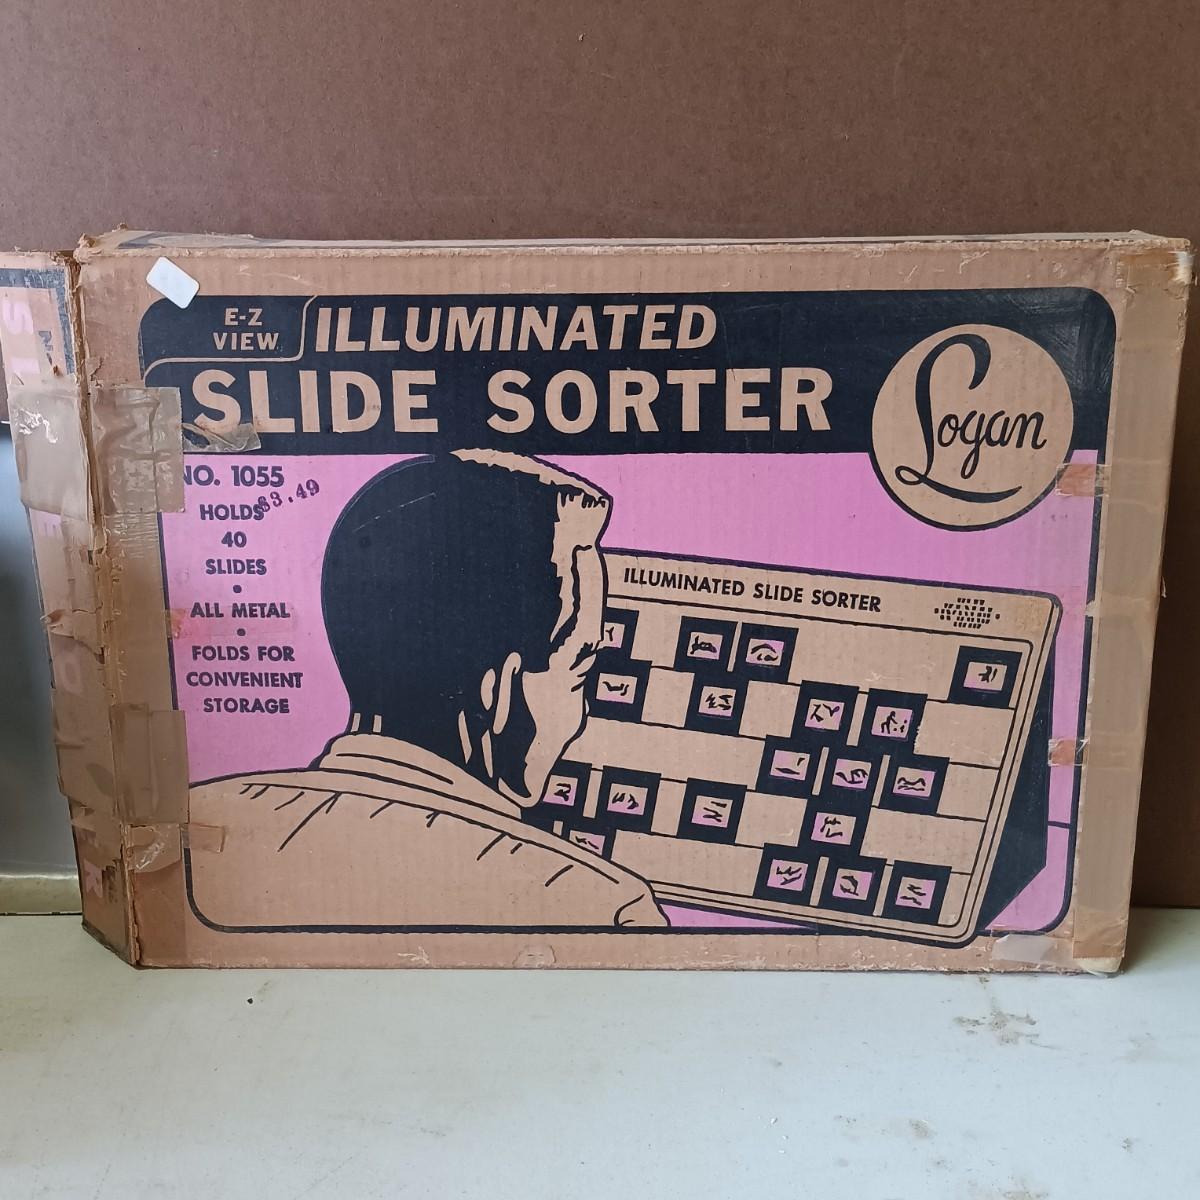 E-Z
VIEW
ILLUMINATED
SLIDE SORTER
Logan
NO. 1055
$3.49
HOLDS
40
SLIDES
•
ALL METAL
•
FOLDS FOR
CONVENIENT
STORAGE
ILLUMINATED SLIDE SORTER